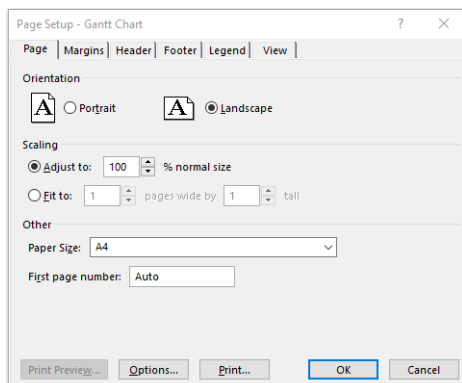 Page Setup - Gantt Chart ?
Page Margins Header Footer Legend View
Orientation
A Portrait A Landscape
Scaling
Adjust to: 100 % normal size
Fit to: 1 pages wide by 1 tall
Other
Paper Size: A4
First page number: Auto
Print Preview... Options... Print... OK Cancel